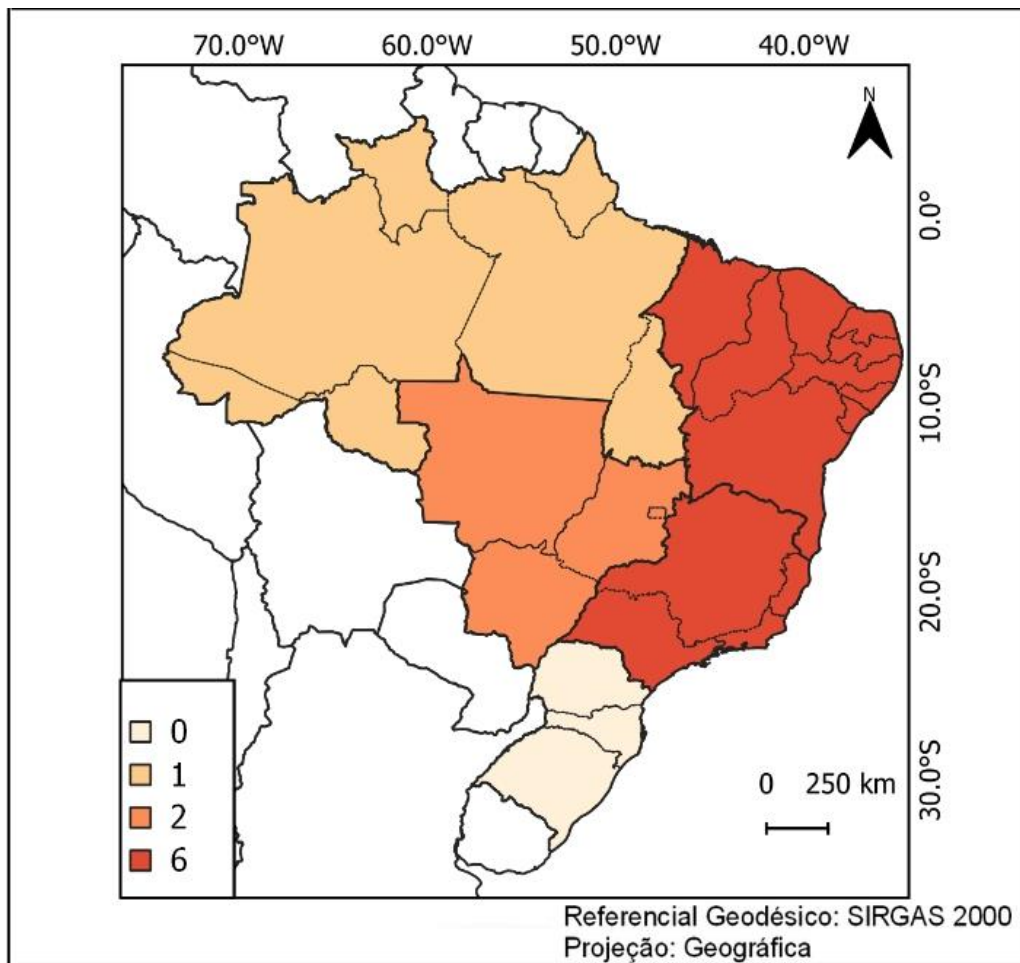 70.0°W 60.0°W 50.0°W 40.0°W
N
0.0°
10.0°S
20.0°S
30.0°S
0
1
2
6
0 250 km
Referencial Geodésico: SIRGAS 2000
Projeção: Geográfica